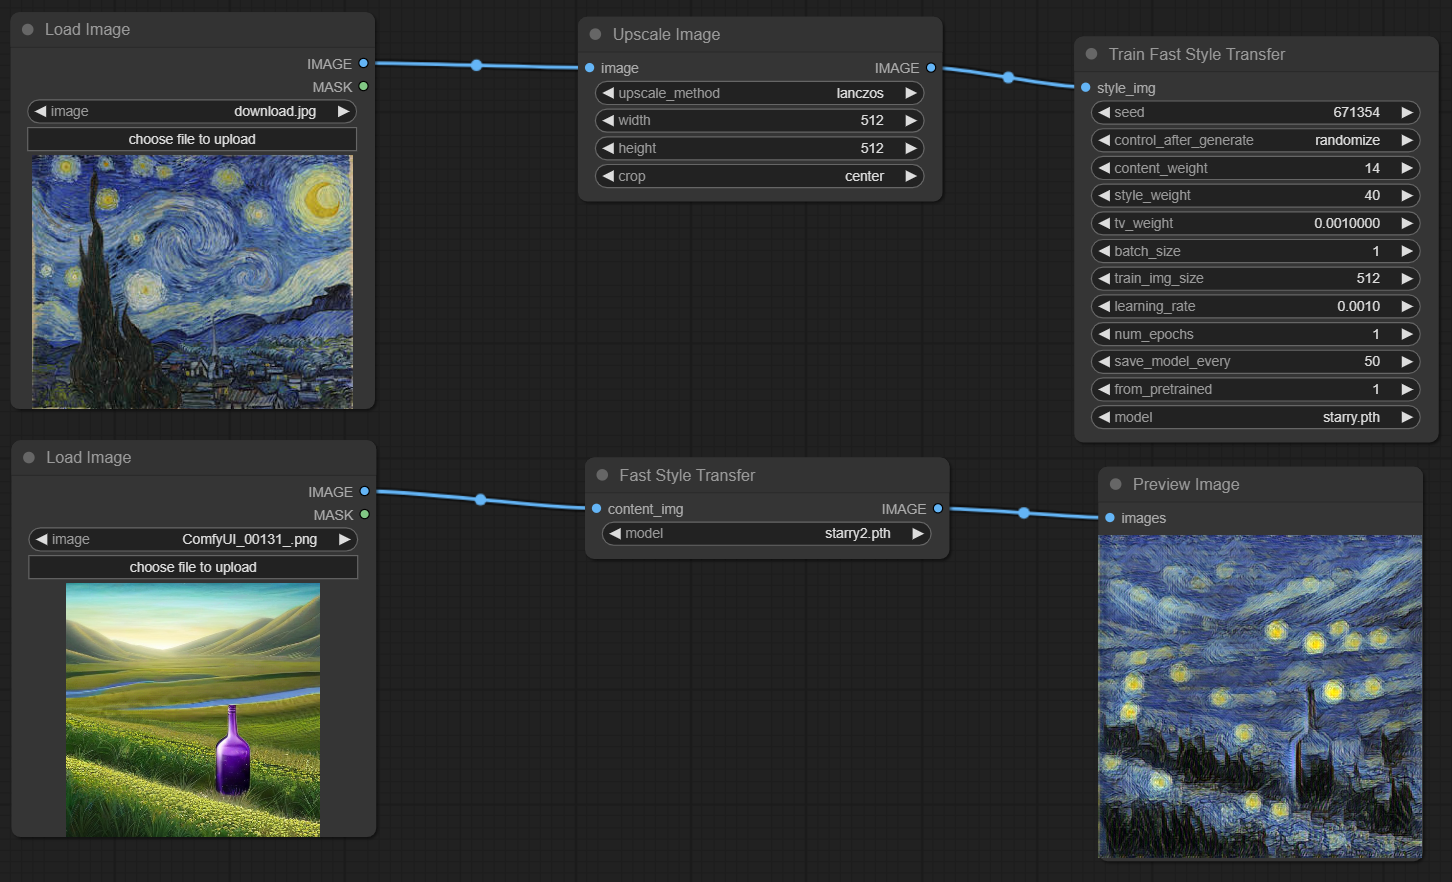 Load Image
IMAGE
MASK
image download.jpg
choose file to upload
Upscale Image
image IMAGE
upscale_method lanczos
width 512
height 512
crop center
Train Fast Style Transfer
style_img
seed 671354
control_after_generate randomize
content_weight 14
style_weight 40
tv_weight 0.0010000
batch_size 1
train_img_size 512
learning_rate 0.0010
num_epochs 1
save_model_every 50
from_pretrained 1
model starry.pth
Load Image
IMAGE
MASK
image ComfyUI_00131_.png
choose file to upload
Fast Style Transfer
content_img IMAGE
model starry2.pth
Preview Image
images